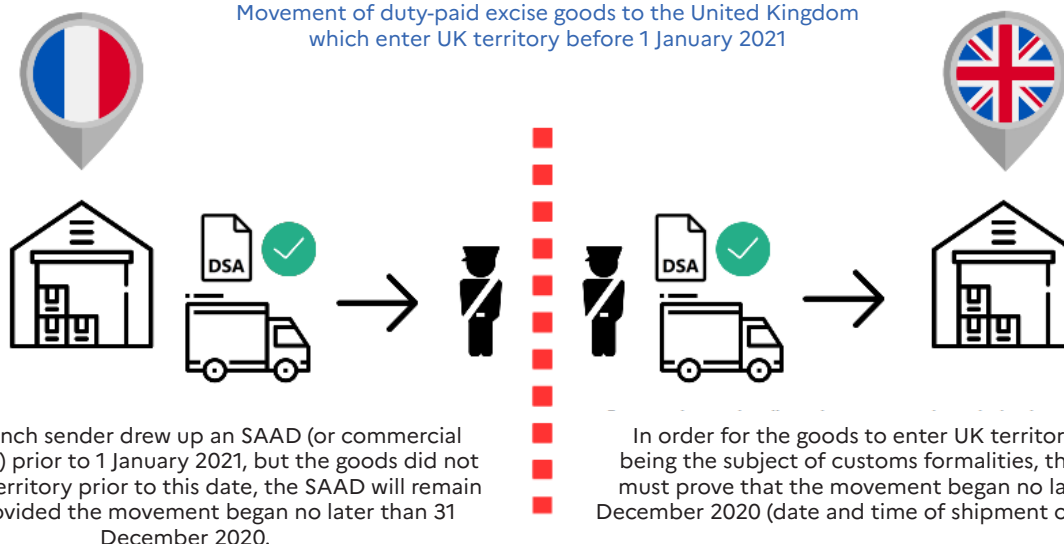 Movement of duty-paid excise goods to the United Kingdom
which enter UK territory before 1 January 2021
DSA
DSA
nch sender drew up an SAAD (or commercial
) prior to 1 January 2021, but the goods did not
erritory prior to this date, the SAAD will remain
ovided the movement began no later than 31
December 2020.
In order for the goods to enter UK territor
being the subject of customs formalities, th
must prove that the movement began no la
December 2020 (date and time of shipment o